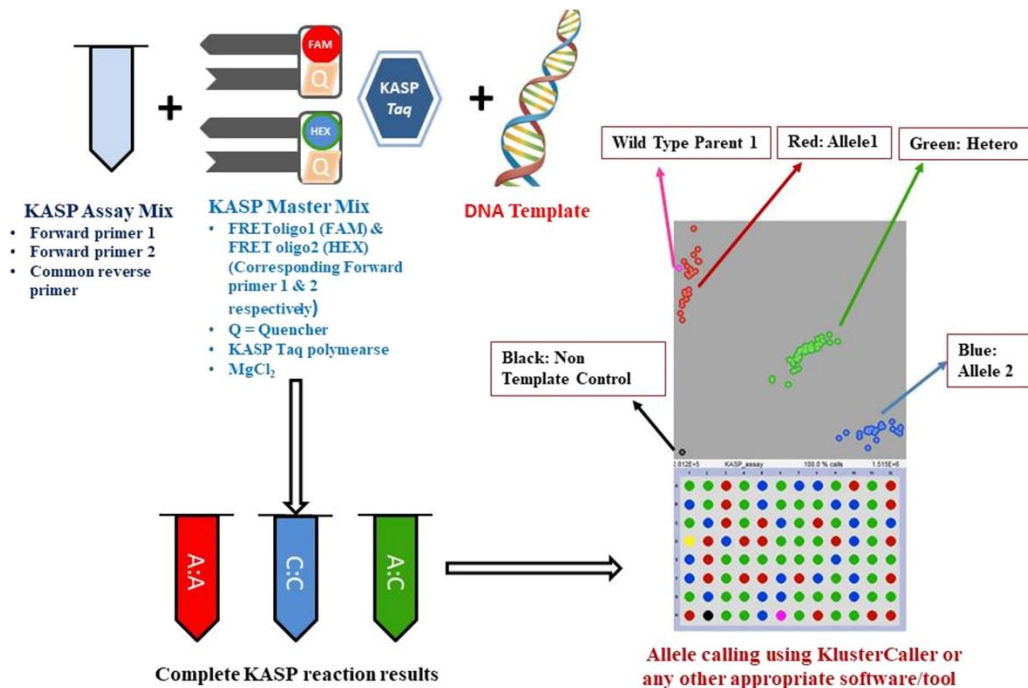 FAM
Q
HEX
Q
KASP
Taq
KASP Assay Mix
• Forward primer 1
• Forward primer 2
• Common reverse
primer
KASP Master Mix
• FREToligo1 (FAM) &
FRET oligo2 (HEX)
(Corresponding Forward
primer 1 & 2
respectively)
• Q = Quencher
• KASP Taq polymearse
• MgCl₂
DNA Template
Wild Type Parent 1
Red: Allele1
Green: Hetero
Black: Non
Template Control
Blue:
Allele 2
2.812E+5 KASP_assay 100.0 % calls 1.515E+6
A:A
C:C
A:C
Complete KASP reaction results
Allele calling using KlusterCaller or
any other appropriate software/tool